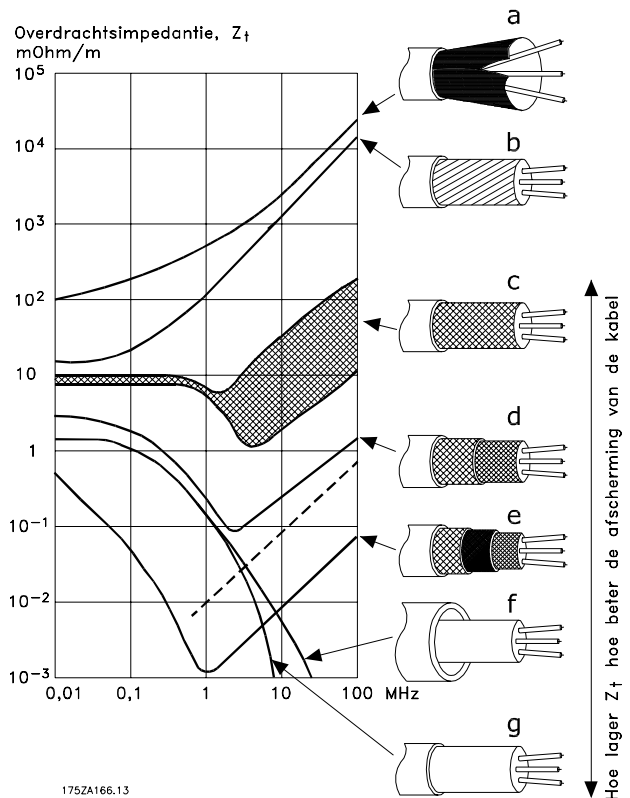 Overdrachtsimpedantie, Zt
mOhm/m
10⁵
10⁴
10³
10²
10
1
10⁻¹
10⁻²
10⁻³
0,01 0,1 1 10 100 MHz
a
b
c
d
e
f
g
Hoe lager Zt hoe beter de afscherming van de kabel
175ZA166.13